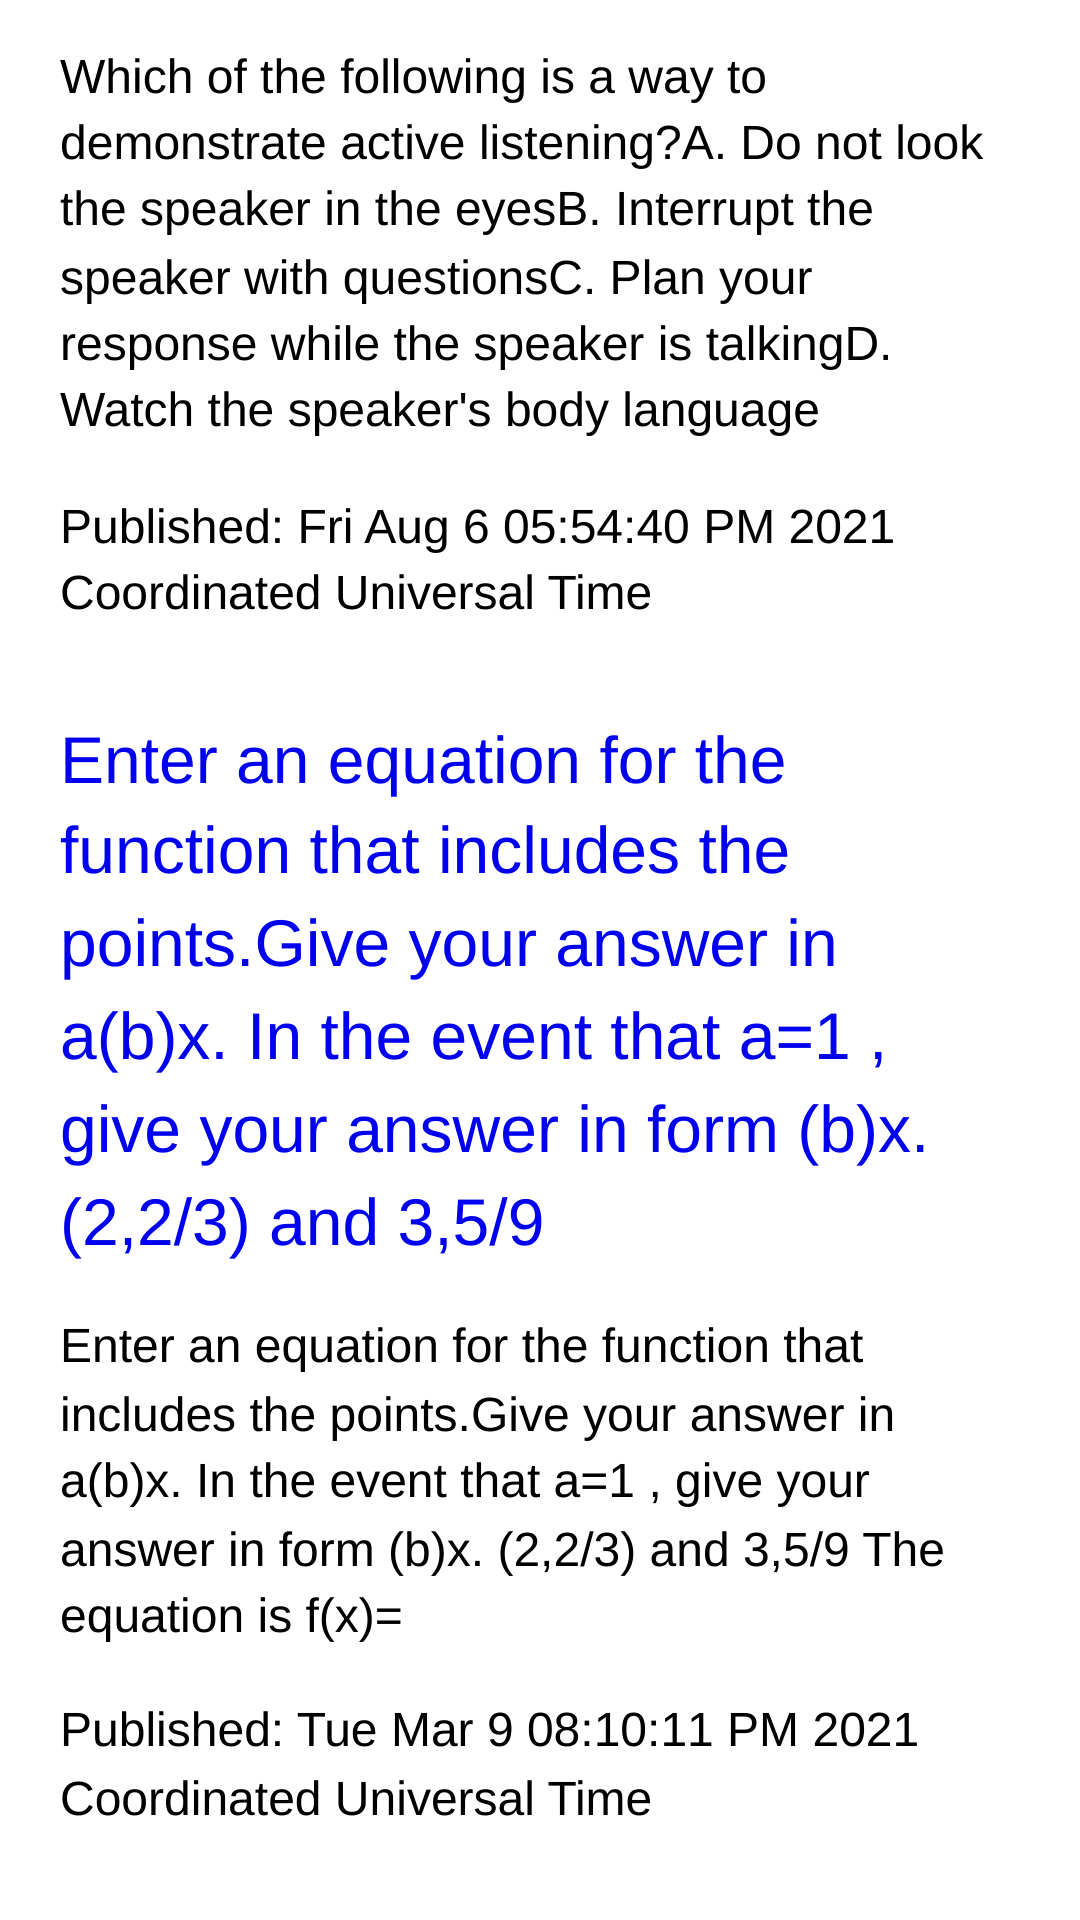 Which of the following is a way to
demonstrate active listening?A. Do not look
the speaker in the eyesB. Interrupt the
speaker with questionsC. Plan your
response while the speaker is talkingD.
Watch the speaker's body language
Published: Fri Aug 6 05:54:40 PM 2021
Coordinated Universal Time
Enter an equation for the
function that includes the
points.Give your answer in
a(b)x. In the event that a=1 ,
give your answer in form (b)x.
(2,2/3) and 3,5/9
Enter an equation for the function that
includes the points.Give your answer in
a(b)x. In the event that a=1 , give your
answer in form (b)x. (2,2/3) and 3,5/9 The
equation is f(x)=
Published: Tue Mar 9 08:10:11 PM 2021
Coordinated Universal Time